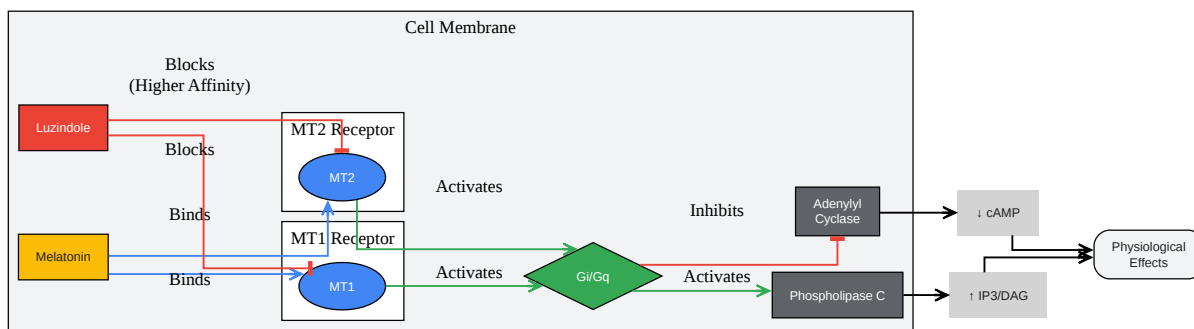 Cell Membrane
Blocks
(Higher Affinity)
Luzindole
MT2 Receptor
Blocks
MT2
Activates
Binds
Inhibits
Adenylyl
Cyclase
↓ cAMP
MT1 Receptor
Melatonin
Physiological
Effects
Binds
Activates
Gi/Gq
Activates
MT1
Phospholipase C
↑ IP3/DAG